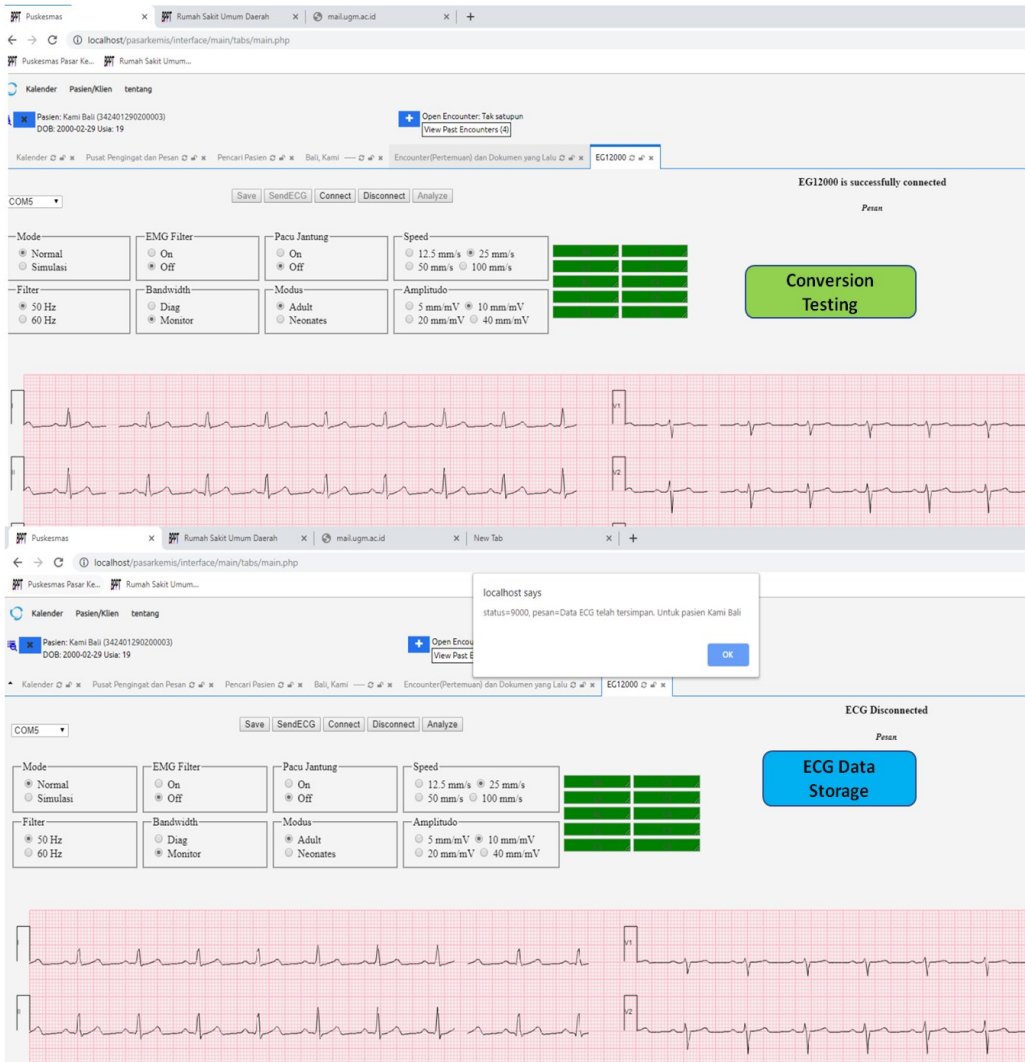 Puskesmas
Rumah Sakit Umum Daerah
mail.ugm.ac.id
localhost/pasarkemis/interface/main/tabs/main.php
Puskesmas Pasar Ke...
Rumah Sakit Umum...
Kalender Pasien/Klien tentang
Pasien: Kami Bali (342401290200003)
DOB: 2000-02-29 Usia: 19
Open Encounter: Tak satupun
View Past Encounters (4)
Kalender Pusat Pengingat dan Pesan Pencari Pasien Bali, Kami Encounter(Pertemuan) dan Dokumen yang Lalu EG12000
EG12000 is successfully connected
Pesan
COM5
Save SendECG Connect Disconnect Analyze
Mode
Normal
Simulasi
EMG Filter
On
Off
Pacu Jantung
On
Off
Speed
12.5 mm/s 25 mm/s
50 mm/s 100 mm/s
Filter
50 Hz
60 Hz
Bandwidth
Diag
Monitor
Modus
Adult
Neonates
Amplitudo
5 mm/mV 10 mm/mV
20 mm/mV 40 mm/mV
Conversion
Testing
I
V1
II
V2
Puskesmas
Rumah Sakit Umum Daerah
mail.ugm.ac.id
New Tab
localhost/pasarkemis/interface/main/tabs/main.php
Puskesmas Pasar Ke...
Rumah Sakit Umum...
localhost says
status=9000, pesan=Data ECG telah tersimpan. Untuk pasien Kami Bali
OK
Kalender Pasien/Klien tentang
Pasien: Kami Bali (342401290200003)
DOB: 2000-02-29 Usia: 19
Open Encou
View Past E
Kalender Pusat Pengingat dan Pesan Pencari Pasien Bali, Kami Encounter(Pertemuan) dan Dokumen yang Lalu EG12000
ECG Disconnected
Pesan
COM5
Save SendECG Connect Disconnect Analyze
Mode
Normal
Simulasi
EMG Filter
On
Off
Pacu Jantung
On
Off
Speed
12.5 mm/s 25 mm/s
50 mm/s 100 mm/s
Filter
50 Hz
60 Hz
Bandwidth
Diag
Monitor
Modus
Adult
Neonates
Amplitudo
5 mm/mV 10 mm/mV
20 mm/mV 40 mm/mV
ECG Data
Storage
I
V1
II
V2